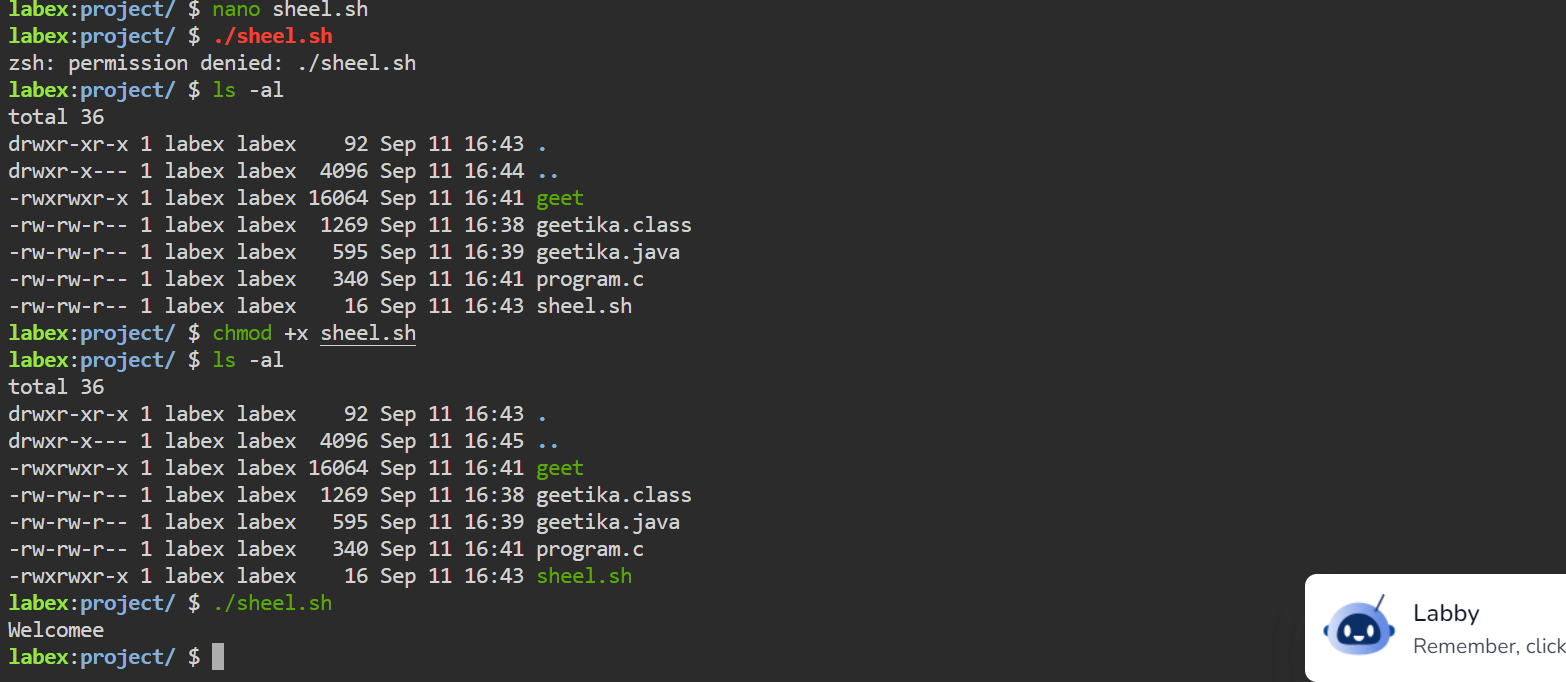 labex:project/ $ nano sheel.sh
labex:project/ $ ./sheel.sh
zsh: permission denied: ./sheel.sh
labex:project/ $ ls -al
total 36
drwxr-xr-x 1 labex labex    92 Sep 11 16:43 .
drwxr-x--- 1 labex labex  4096 Sep 11 16:44 ..
-rwxrwxr-x 1 labex labex 16064 Sep 11 16:41 geet
-rw-rw-r-- 1 labex labex  1269 Sep 11 16:38 geetika.class
-rw-rw-r-- 1 labex labex   595 Sep 11 16:39 geetika.java
-rw-rw-r-- 1 labex labex   340 Sep 11 16:41 program.c
-rw-rw-r-- 1 labex labex    16 Sep 11 16:43 sheel.sh
labex:project/ $ chmod +x sheel.sh
labex:project/ $ ls -al
total 36
drwxr-xr-x 1 labex labex    92 Sep 11 16:43 .
drwxr-x--- 1 labex labex  4096 Sep 11 16:45 ..
-rwxrwxr-x 1 labex labex 16064 Sep 11 16:41 geet
-rw-rw-r-- 1 labex labex  1269 Sep 11 16:38 geetika.class
-rw-rw-r-- 1 labex labex   595 Sep 11 16:39 geetika.java
-rw-rw-r-- 1 labex labex   340 Sep 11 16:41 program.c
-rwxrwxr-x 1 labex labex    16 Sep 11 16:43 sheel.sh
labex:project/ $ ./sheel.sh
Welcomee
labex:project/ $
Labby
Remember, click